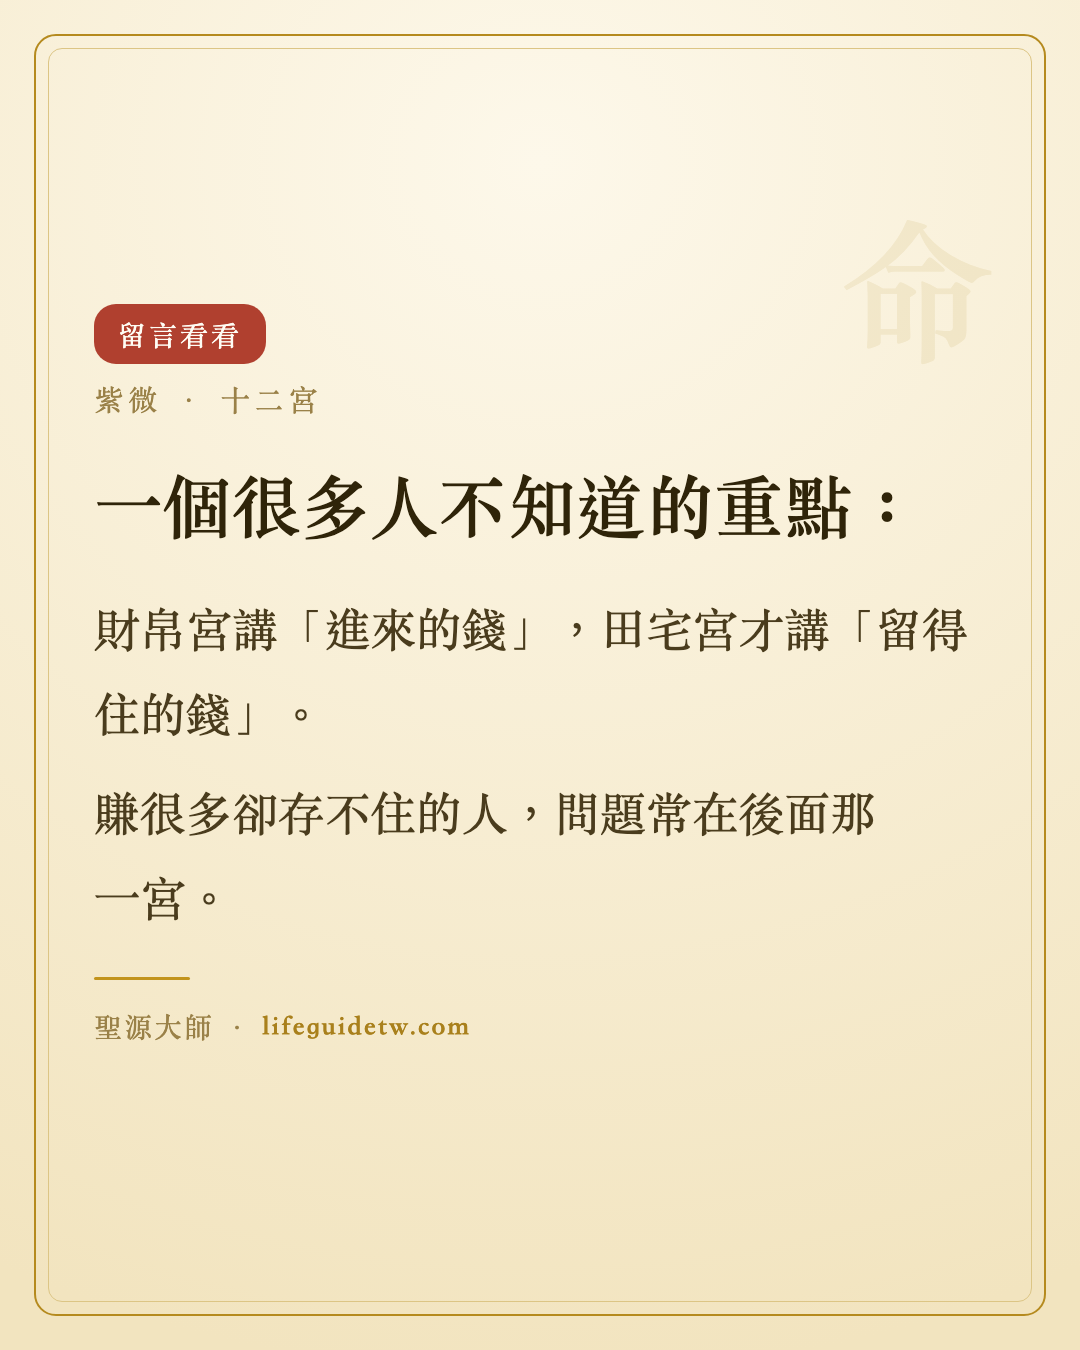 命
留言看看
紫微 · 十二宮
一個很多人不知道的重點：
財帛宮講「進來的錢」，田宅宮才講「留得
住的錢」。
賺很多卻存不住的人，問題常在後面那
一宮。
聖源大師 · lifeguidetw.com